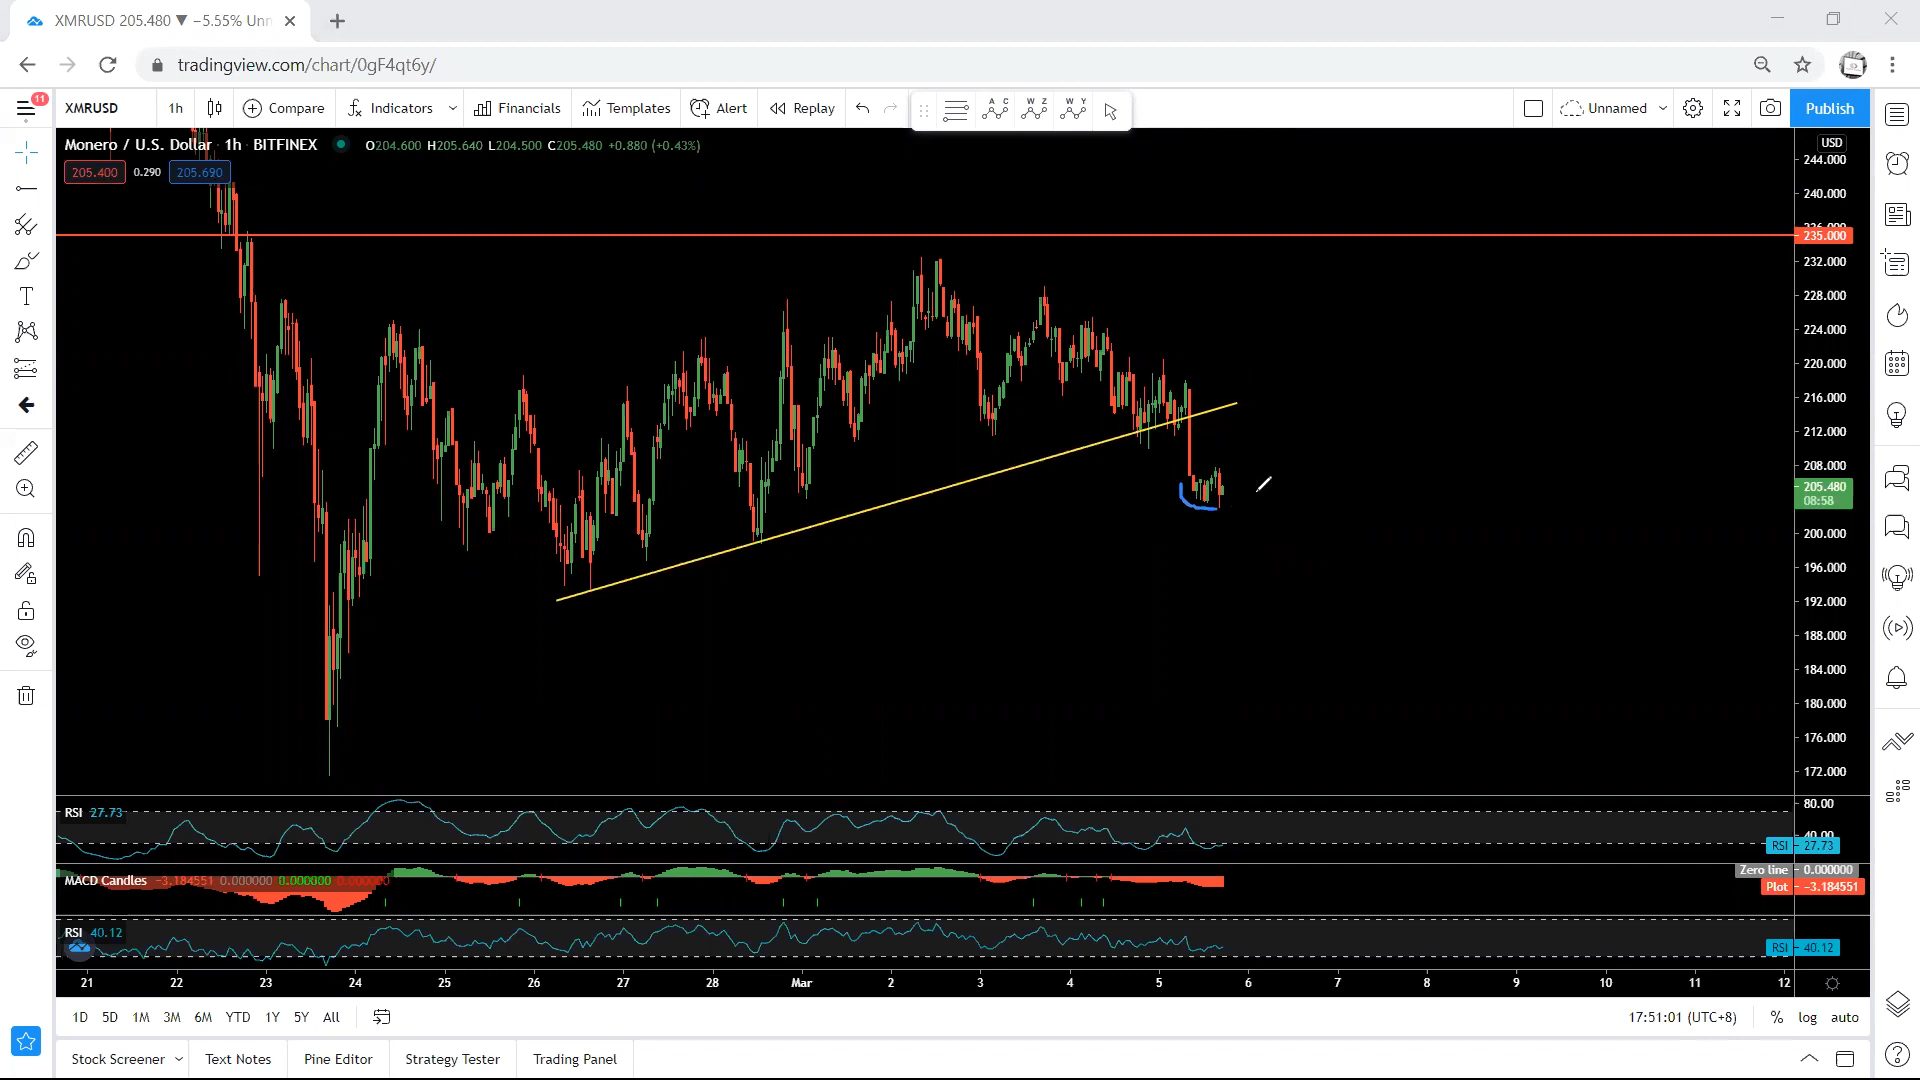 XMRUSD 205.480 ▼ −5.55% Unn
tradingview.com/chart/0gF4qt6y/
11
XMRUSD 1h Compare Indicators Financials Templates Alert Replay A C W Z W Y Unnamed Publish
Monero / U.S. Dollar · 1h · BITFINEX O204.600 H205.640 L204.500 C205.480 +0.880 (+0.43%)
205.400 0.290 205.690
USD
244.000
240.000
236.000
235.000
232.000
228.000
224.000
220.000
216.000
212.000
208.000
205.480
08:58
200.000
196.000
192.000
188.000
184.000
180.000
176.000
172.000
RSI 27.73
80.00
40.00
RSI 27.73
MACD Candles −3.184551 0.000000 0.000000 0.000000
Zero line 0.000000
Plot −3.184551
RSI 40.12
RSI 40.12
21 22 23 24 25 26 27 28 Mar 2 3 4 5 6 7 8 9 10 11 12
1D 5D 1M 3M 6M YTD 1Y 5Y All 17:51:01 (UTC+8) % log auto
Stock Screener Text Notes Pine Editor Strategy Tester Trading Panel